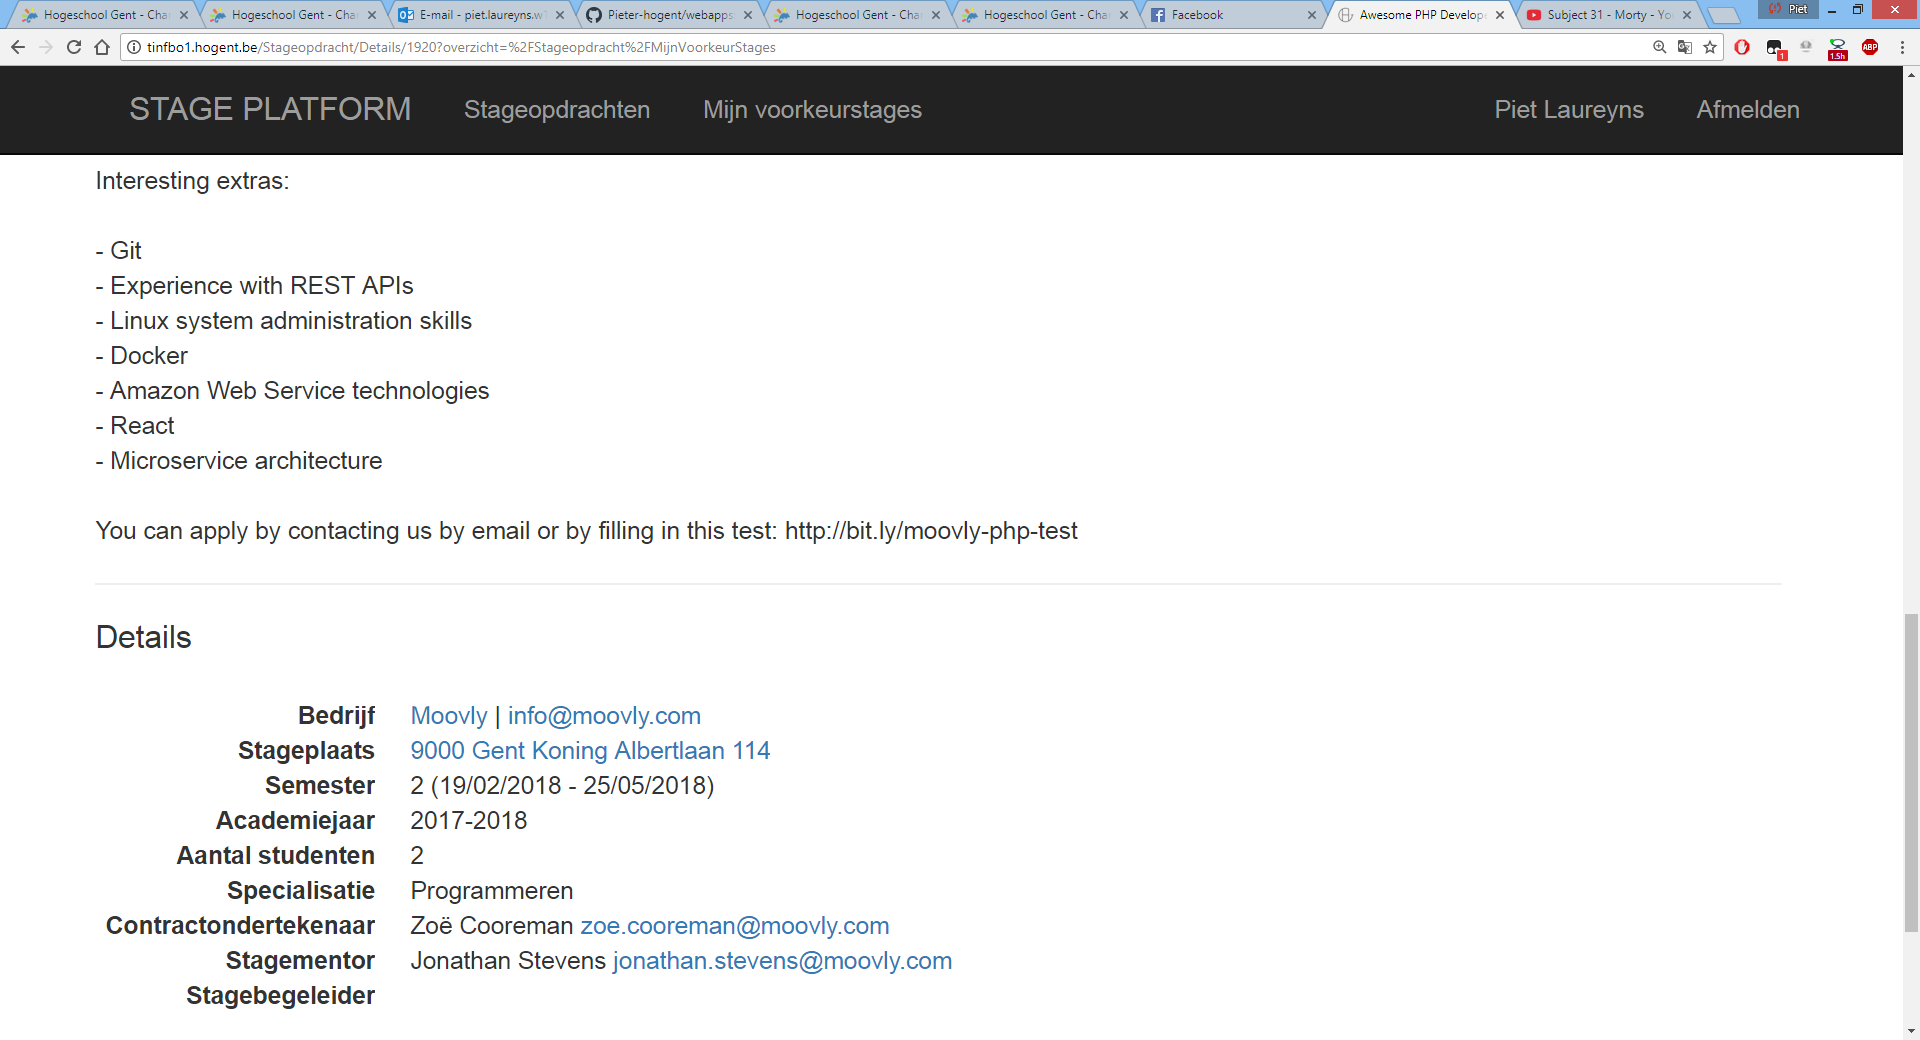 Hogeschool Gent - Cha
Hogeschool Gent - Cha
E-mail - piet.laureyns.w
Pieter-hogent/webapps
Hogeschool Gent - Cha
Hogeschool Gent - Cha
Facebook
Awesome PHP Develop
Subject 31 - Morty - Yo
Piet
tinfbo1.hogent.be/Stageopdracht/Details/1920?overzicht=%2FStageopdracht%2FMijnVoorkeurStages
1
1.5h
ABP
STAGE PLATFORM Stageopdrachten Mijn voorkeurstages Piet Laureyns Afmelden
Interesting extras:
- Git
- Experience with REST APIs
- Linux system administration skills
- Docker
- Amazon Web Service technologies
- React
- Microservice architecture
You can apply by contacting us by email or by filling in this test: http://bit.ly/moovly-php-test
Details
Bedrijf Moovly | info@moovly.com
Stageplaats 9000 Gent Koning Albertlaan 114
Semester 2 (19/02/2018 - 25/05/2018)
Academiejaar 2017-2018
Aantal studenten 2
Specialisatie Programmeren
Contractondertekenaar Zoë Cooreman zoe.cooreman@moovly.com
Stagementor Jonathan Stevens jonathan.stevens@moovly.com
Stagebegeleider